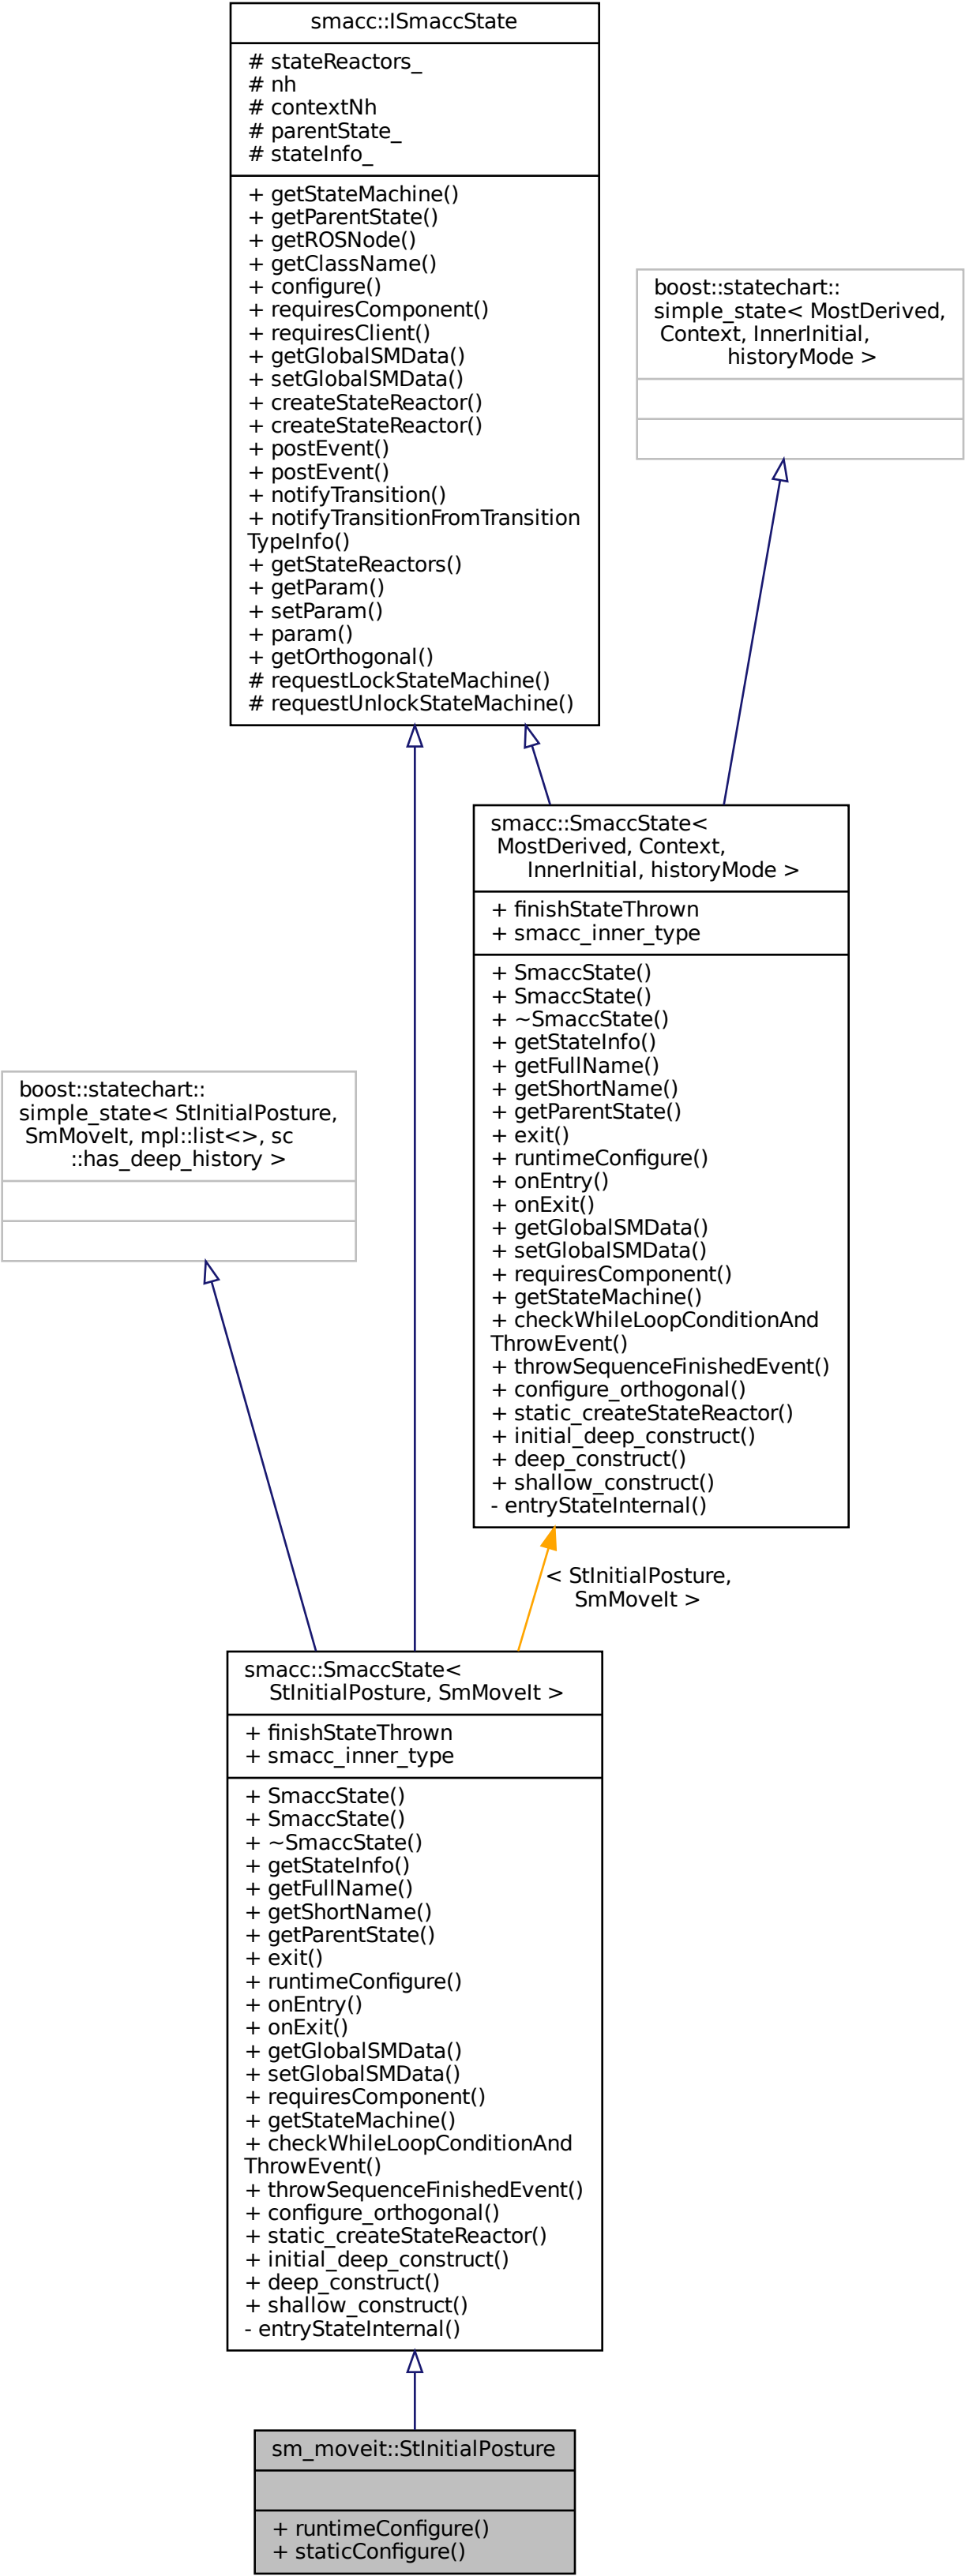 smacc::ISmaccState
# stateReactors_
# nh
# contextNh
# parentState_
# stateInfo_
+ getStateMachine()
+ getParentState()
+ getROSNode()
+ getClassName()
+ configure()
+ requiresComponent()
+ requiresClient()
+ getGlobalSMData()
+ setGlobalSMData()
+ createStateReactor()
+ createStateReactor()
+ postEvent()
+ postEvent()
+ notifyTransition()
+ notifyTransitionFromTransition
TypeInfo()
+ getStateReactors()
+ getParam()
+ setParam()
+ param()
+ getOrthogonal()
# requestLockStateMachine()
# requestUnlockStateMachine()
boost::statechart::
simple_state< MostDerived,
Context, InnerInitial,
historyMode >
smacc::SmaccState<
MostDerived, Context,
InnerInitial, historyMode >
+ finishStateThrown
+ smacc_inner_type
+ SmaccState()
+ SmaccState()
+ ~SmaccState()
+ getStateInfo()
+ getFullName()
+ getShortName()
+ getParentState()
+ exit()
+ runtimeConfigure()
+ onEntry()
+ onExit()
+ getGlobalSMData()
+ setGlobalSMData()
+ requiresComponent()
+ getStateMachine()
+ checkWhileLoopConditionAnd
ThrowEvent()
+ throwSequenceFinishedEvent()
+ configure_orthogonal()
+ static_createStateReactor()
+ initial_deep_construct()
+ deep_construct()
+ shallow_construct()
- entryStateInternal()
boost::statechart::
simple_state< StInitialPosture,
SmMoveIt, mpl::list<>, sc
::has_deep_history >
< StInitialPosture,
SmMoveIt >
smacc::SmaccState<
StInitialPosture, SmMoveIt >
+ finishStateThrown
+ smacc_inner_type
+ SmaccState()
+ SmaccState()
+ ~SmaccState()
+ getStateInfo()
+ getFullName()
+ getShortName()
+ getParentState()
+ exit()
+ runtimeConfigure()
+ onEntry()
+ onExit()
+ getGlobalSMData()
+ setGlobalSMData()
+ requiresComponent()
+ getStateMachine()
+ checkWhileLoopConditionAnd
ThrowEvent()
+ throwSequenceFinishedEvent()
+ configure_orthogonal()
+ static_createStateReactor()
+ initial_deep_construct()
+ deep_construct()
+ shallow_construct()
- entryStateInternal()
sm_moveit::StInitialPosture
+ runtimeConfigure()
+ staticConfigure()